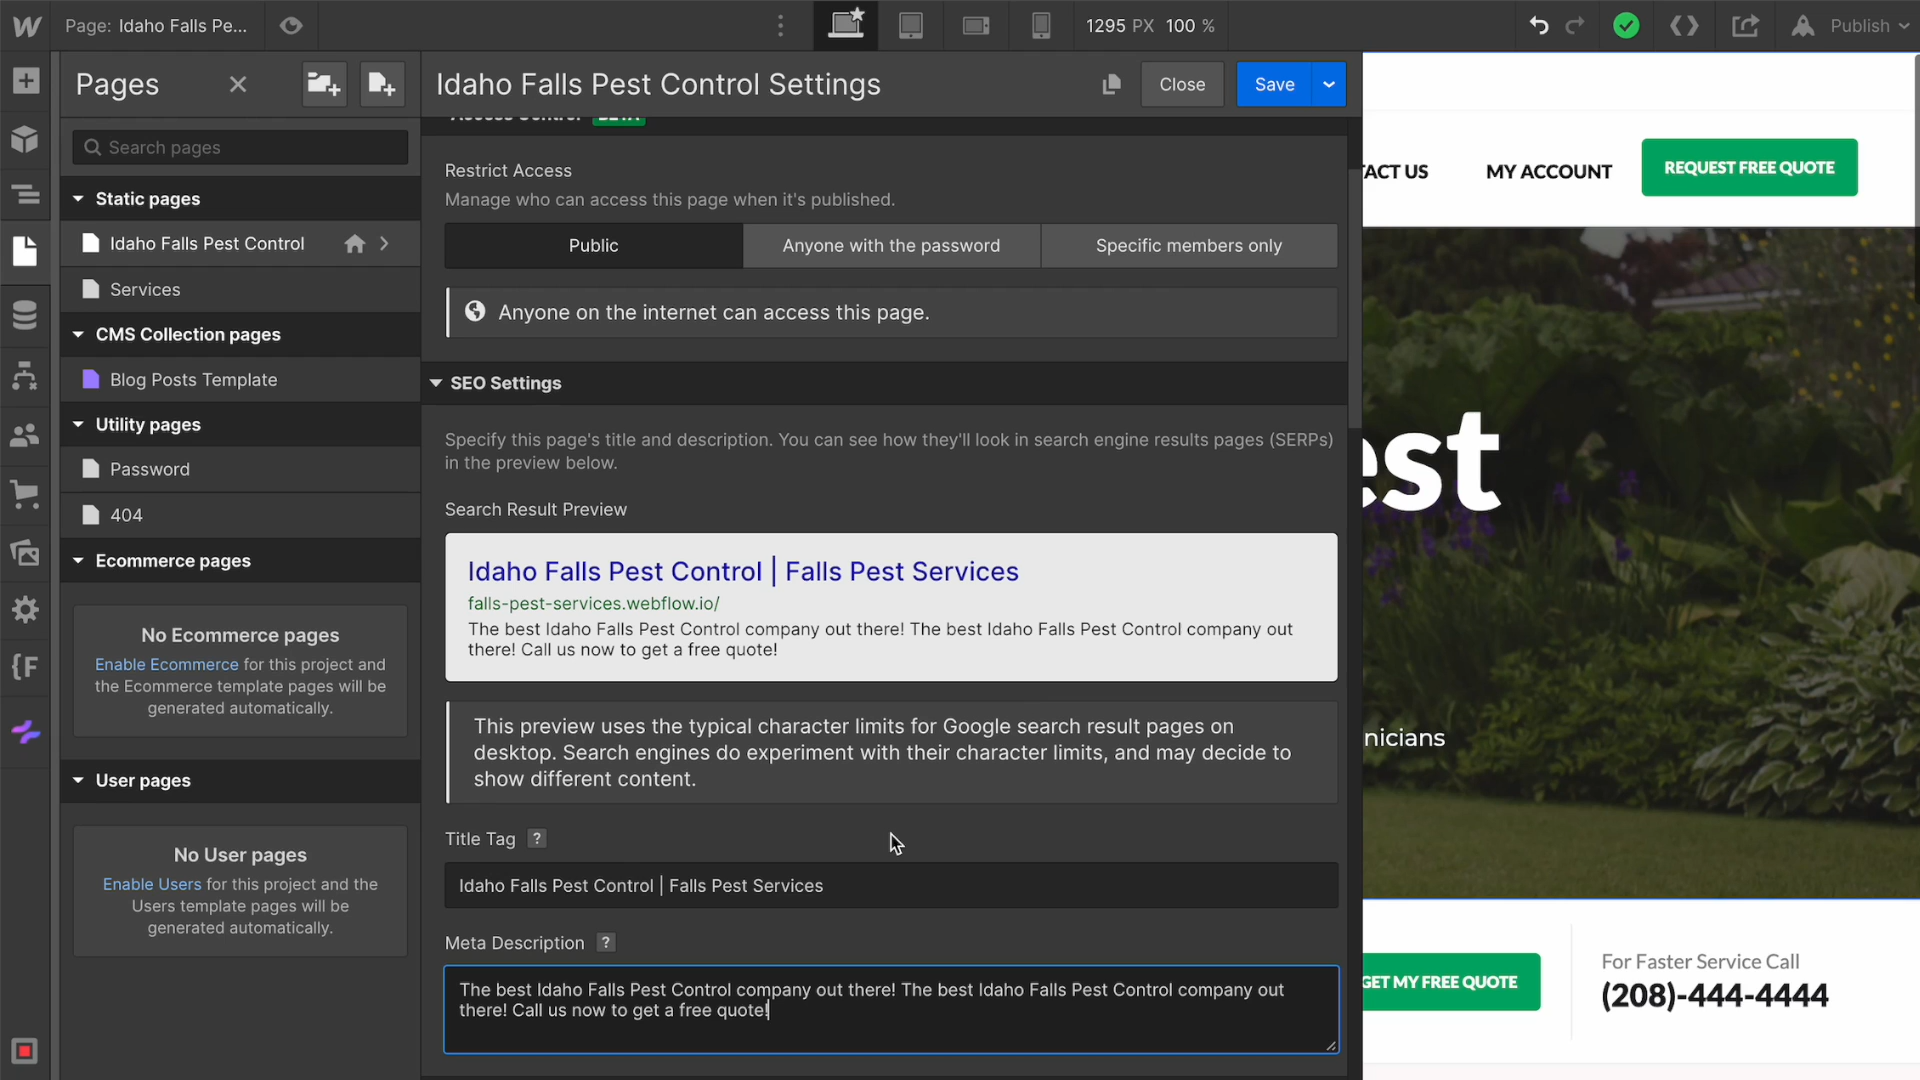 Page: Idaho Falls Pe...
1295 PX 100 %
Publish
Pages
Idaho Falls Pest Control Settings
Close
Save
Search pages
Static pages
Idaho Falls Pest Control
Services
CMS Collection pages
Blog Posts Template
Utility pages
Password
404
Ecommerce pages
No Ecommerce pages
Enable Ecommerce for this project and
the Ecommerce template pages will be
generated automatically.
User pages
No User pages
Enable Users for this project and the
Users template pages will be
generated automatically.
Access Control BETA
Restrict Access
Manage who can access this page when it's published.
Public
Anyone with the password
Specific members only
Anyone on the internet can access this page.
SEO Settings
Specify this page's title and description. You can see how they'll look in search engine results pages (SERPs)
in the preview below.
Search Result Preview
Idaho Falls Pest Control | Falls Pest Services
falls-pest-services.webflow.io/
The best Idaho Falls Pest Control company out there! The best Idaho Falls Pest Control company out
there! Call us now to get a free quote!
This preview uses the typical character limits for Google search result pages on
desktop. Search engines do experiment with their character limits, and may decide to
show different content.
Title Tag ?
Idaho Falls Pest Control | Falls Pest Services
Meta Description ?
The best Idaho Falls Pest Control company out there! The best Idaho Falls Pest Control company out
there! Call us now to get a free quote!
TACT US
MY ACCOUNT
REQUEST FREE QUOTE
est
nicians
GET MY FREE QUOTE
For Faster Service Call
(208)-444-4444